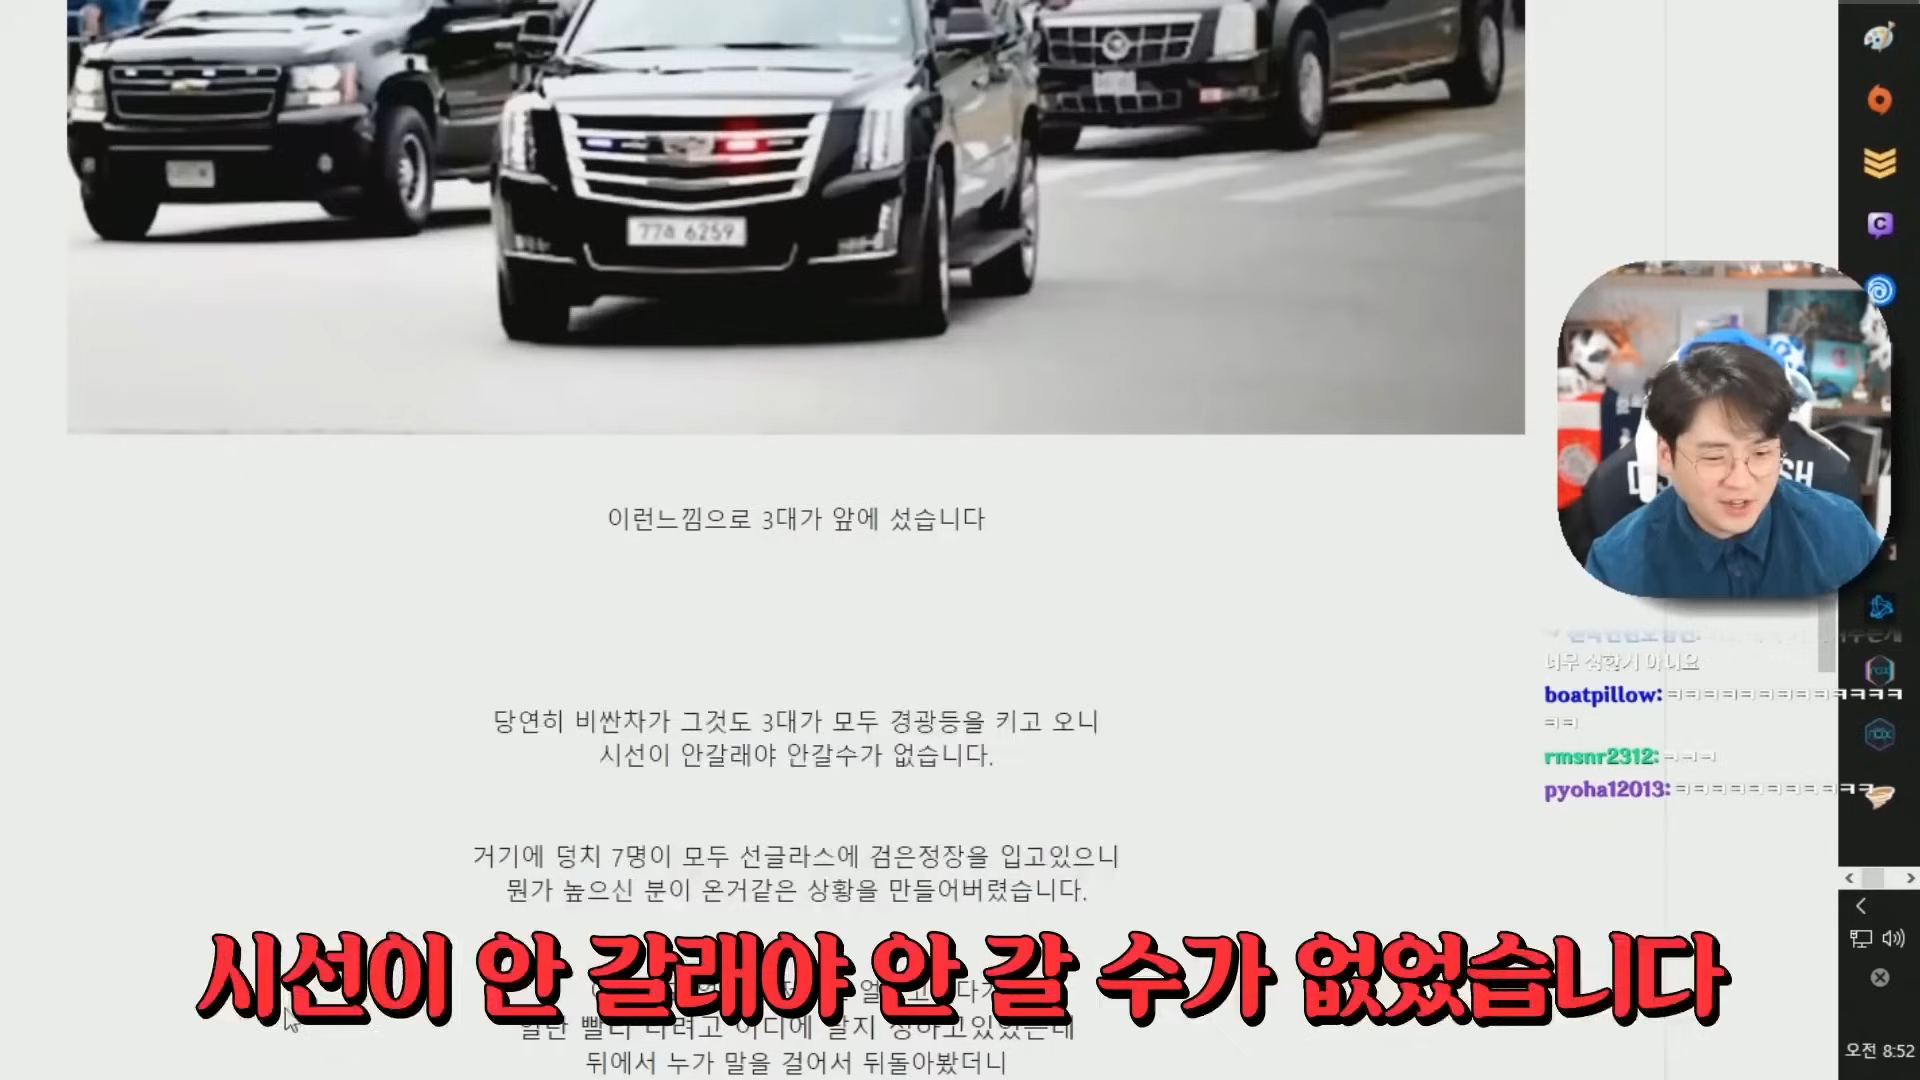 6259
이런느낌으로 3대가 앞에 섰습니다
당연히 비싼차가 그것도 3대가 모두 경광등을 키고 오니
시선이 안갈래야 안갈수가 없습니다.
거기에 덩치 7명이 모두 선글라스에 검은정장을 입고있으니
뭔가 높으신 분이 온거같은 상황을 만들어버렸습니다.
시선이 안 갈래야 안 갈 수가 없었습니다
뒤에서 누가 말을 걸어서 뒤돌아봤더니
너무 아니요
boatpillow: ㅋㅋㅋㅋㅋㅋㅋㅋㅋㅋㅋㅋㅋ
ㅋㅋ
rmsnr2312: ㅋㅋㅋ
pyoha12013: ㅋㅋㅋㅋㅋㅋㅋㅋㅋㅋㅋ
오전 8:52